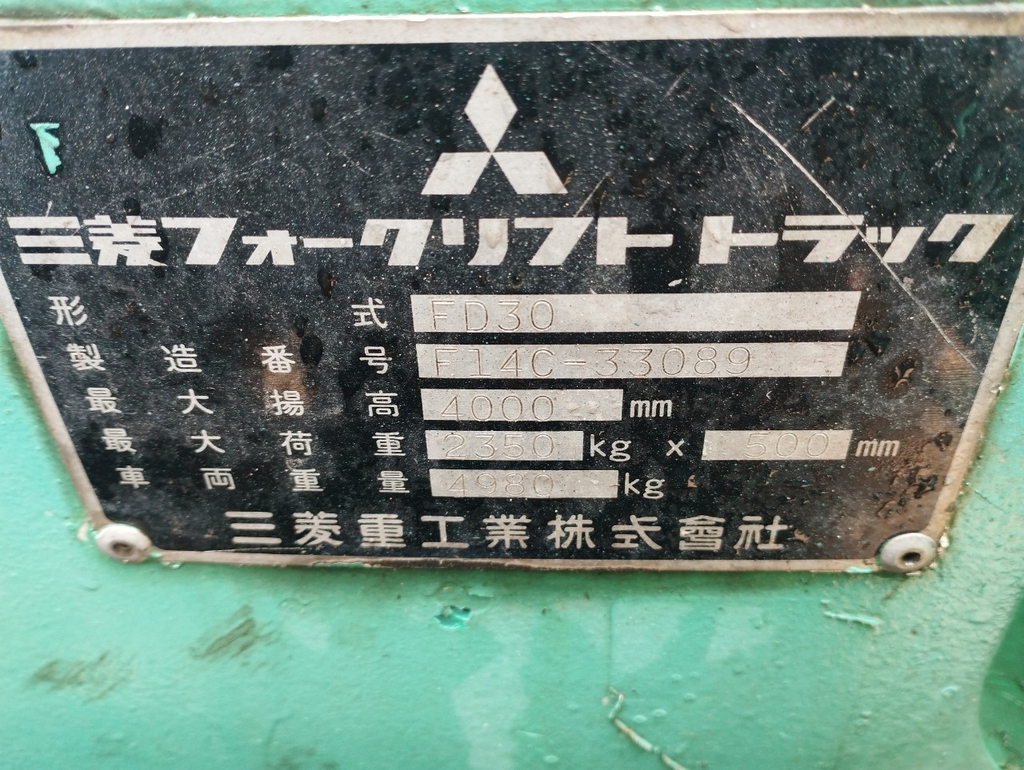 三菱フォークリフトトラック
形式 FD30
製造番号 F14C-33089
最大揚高 4000 mm
最大荷重 2350 kg x 500 mm
車両重量 4980 kg
三菱重工業株式會社